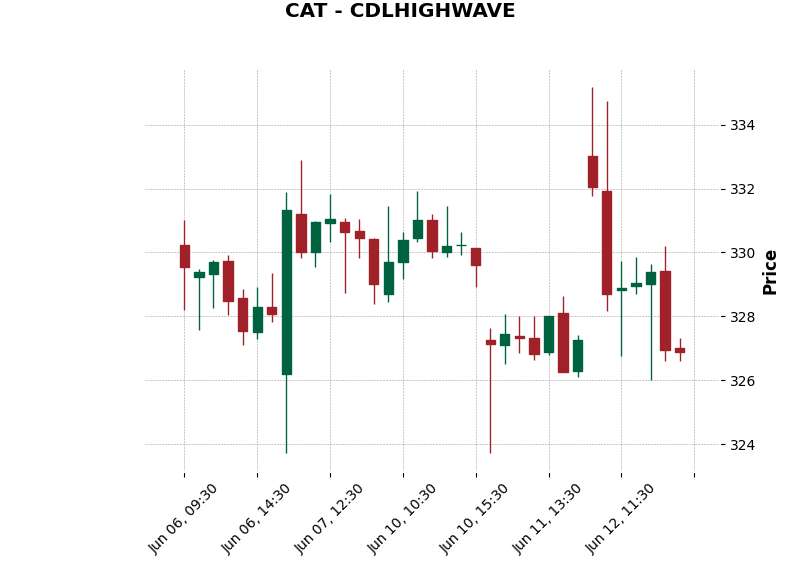 CAT - CDLHIGHWAVE
334
332
330
328
326
324
Price
Jun 06, 09:30
Jun 06, 14:30
Jun 07, 12:30
Jun 10, 10:30
Jun 10, 15:30
Jun 11, 13:30
Jun 12, 11:30